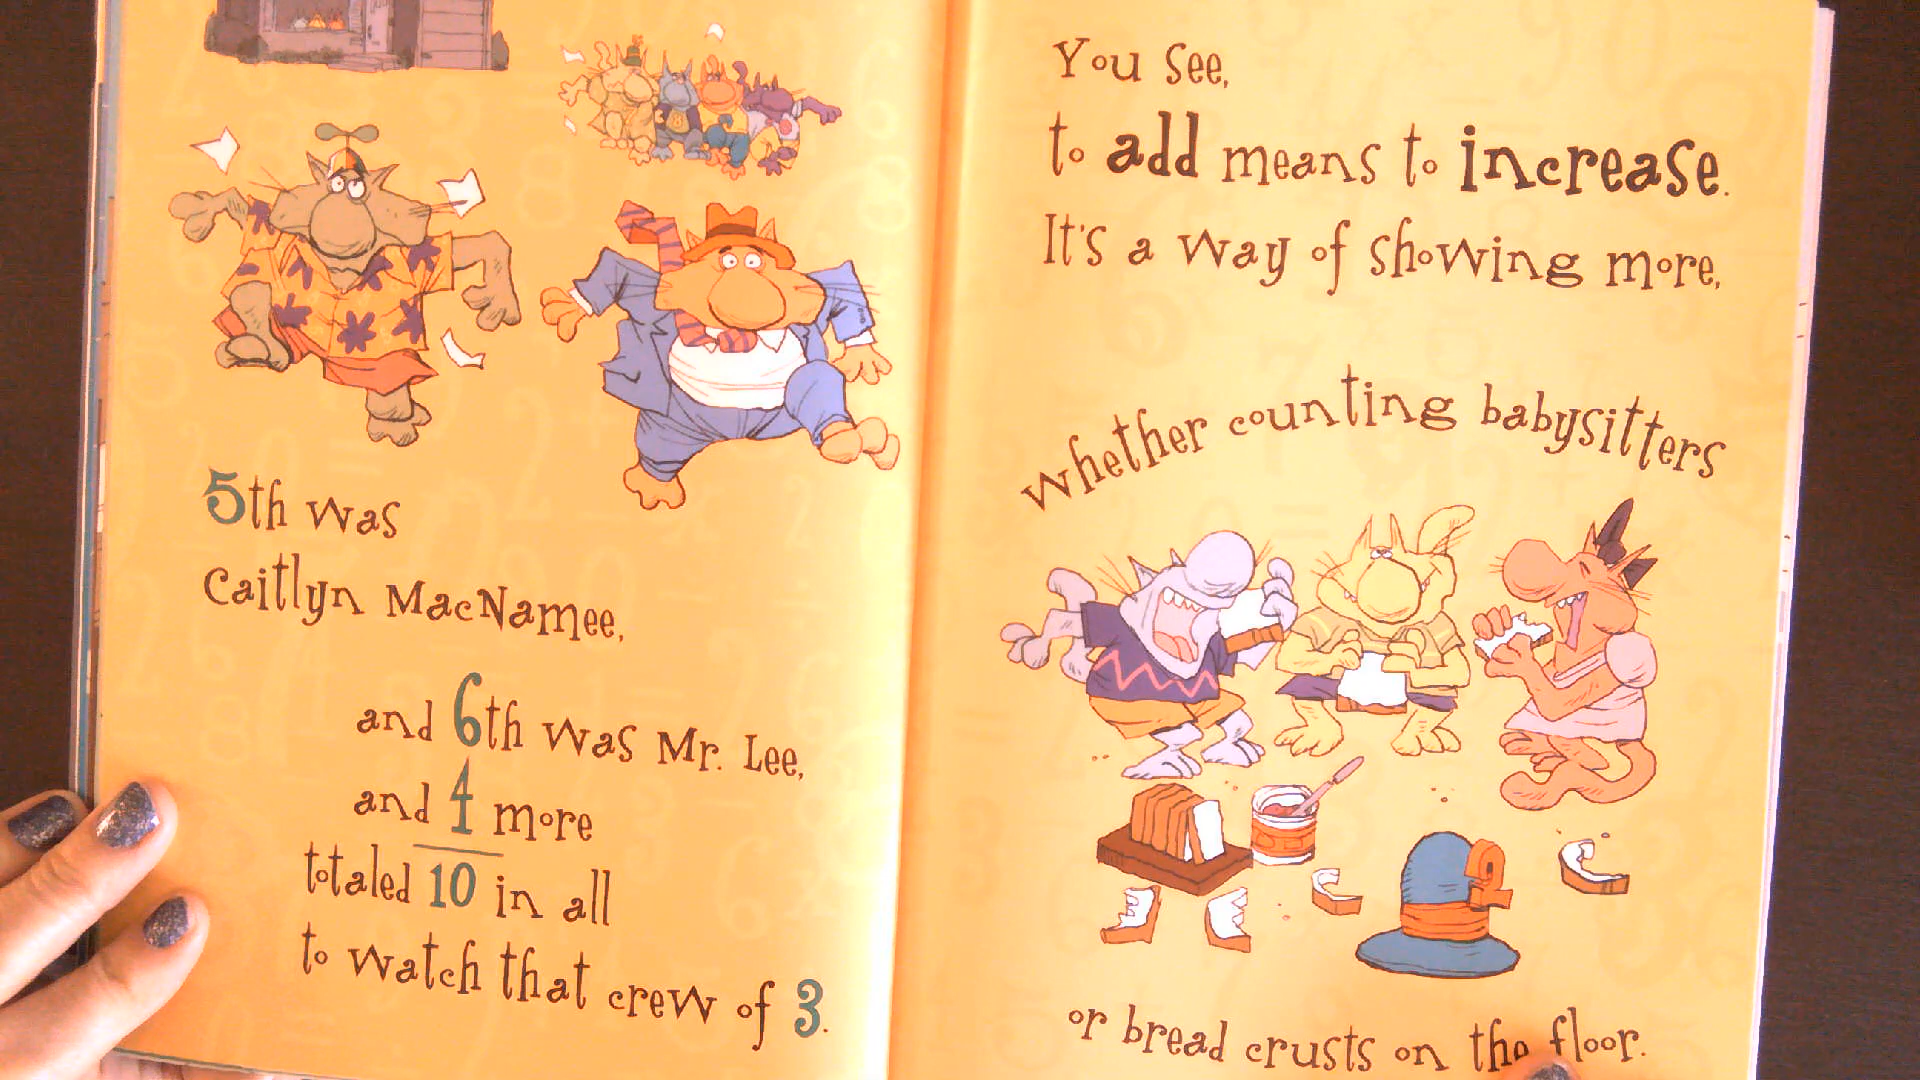 5th was
Caitlyn MacNamee,
and 6th was Mr. Lee,
and 4 more
totaled 10 in all
to watch that crew of 3.
You see,
to add means to increase.
It's a way of showing more,
whether counting babysitters
2
or bread crusts on the floor.